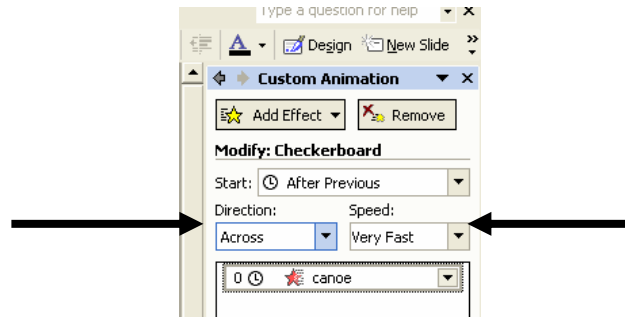 Type a question for help
Design New Slide
Custom Animation
Add Effect Remove
Modify: Checkerboard
Start: After Previous
Direction: Speed:
Across Very Fast
0 canoe